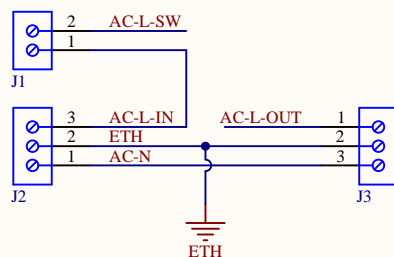 2 AC-L-SW
1
J1
3 AC-L-IN AC-L-OUT 1
2 ETH 2
1 AC-N 3
J2 J3
ETH